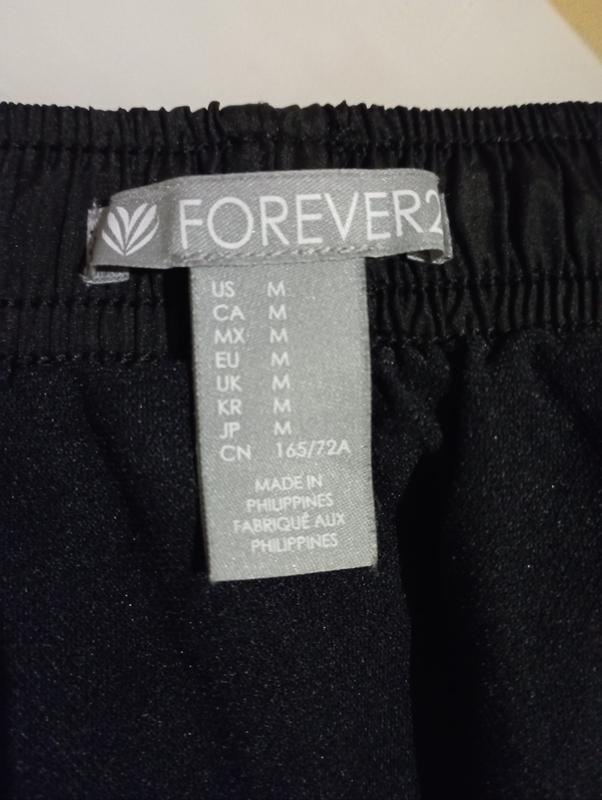 FOREVER2
US M
CA M
MX M
EU M
UK M
KR M
JP M
CN 165/72A
MADE IN
PHILIPPINES
FABRIQUÉ AUX
PHILIPPINES